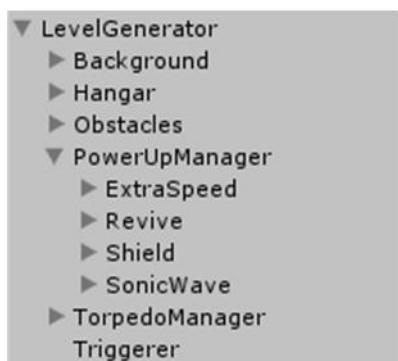 LevelGenerator
Background
Hangar
Obstacles
PowerUpManager
ExtraSpeed
Revive
Shield
SonicWave
TorpedoManager
Triggerer